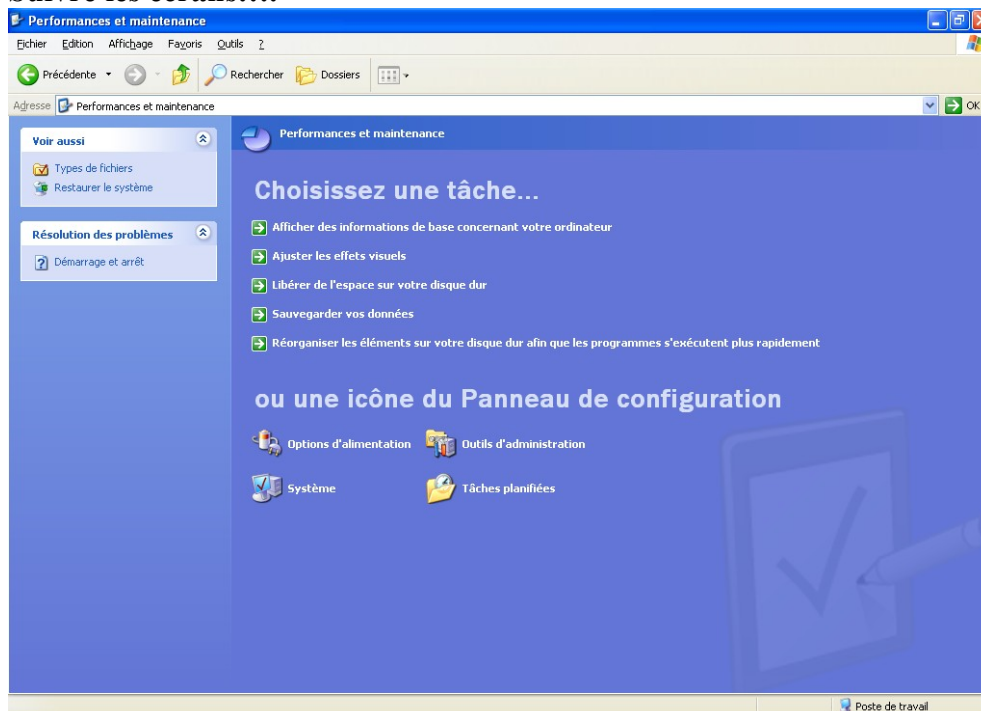 Suivre les écrans....
Performances et maintenance
Fichier Edition Affichage Favoris Outils ?
Précédente Rechercher Dossiers
Adresse Performances et maintenance OK
Performances et maintenance
Voir aussi
Types de fichiers
Restaurer le système
Résolution des problèmes
Démarrage et arrêt
Choisissez une tâche...
Afficher des informations de base concernant votre ordinateur
Ajuster les effets visuels
Libérer de l'espace sur votre disque dur
Sauvegarder vos données
Réorganiser les éléments sur votre disque dur afin que les programmes s'exécutent plus rapidement
ou une icône du Panneau de configuration
Options d'alimentation Outils d'administration
Système Tâches planifiées
Poste de travail